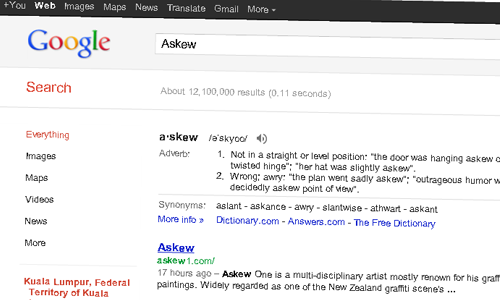 +You Web Images Maps News Translate Gmail More
Google
Askew
Search
About 12,100,000 results (0.11 seconds)
Everything
Images
Maps
Videos
News
More
Kuala Lumpur, Federal
Territory of Kuala
a·skew /əˈskyo͞o/
Adverb:
1. Not in a straight or level position: "the door was hanging askew
twisted hinge"; "her hat was slightly askew".
2. Wrong; awry: "the plan went sadly askew"; "outrageous humor
decidedly askew point of view".
Synonyms: aslant - askance - awry - slantwise - athwart - askant
More info » Dictionary.com - Answers.com - The Free Dictionary
Askew
askew1.com/
17 hours ago – Askew One is a multi-disciplinary artist mostly renown for his
paintings. Widely regarded as one of the New Zealand graffiti scene's ...